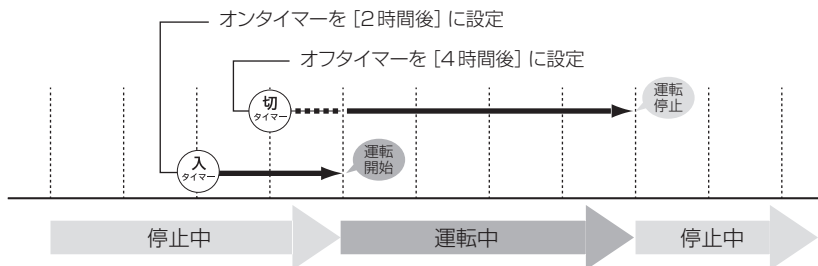 オンタイマーを［2時間後］に設定
オフタイマーを［4時間後］に設定
切
タイマー
運転
停止
入
タイマー
運転
開始
停止中
運転中
停止中